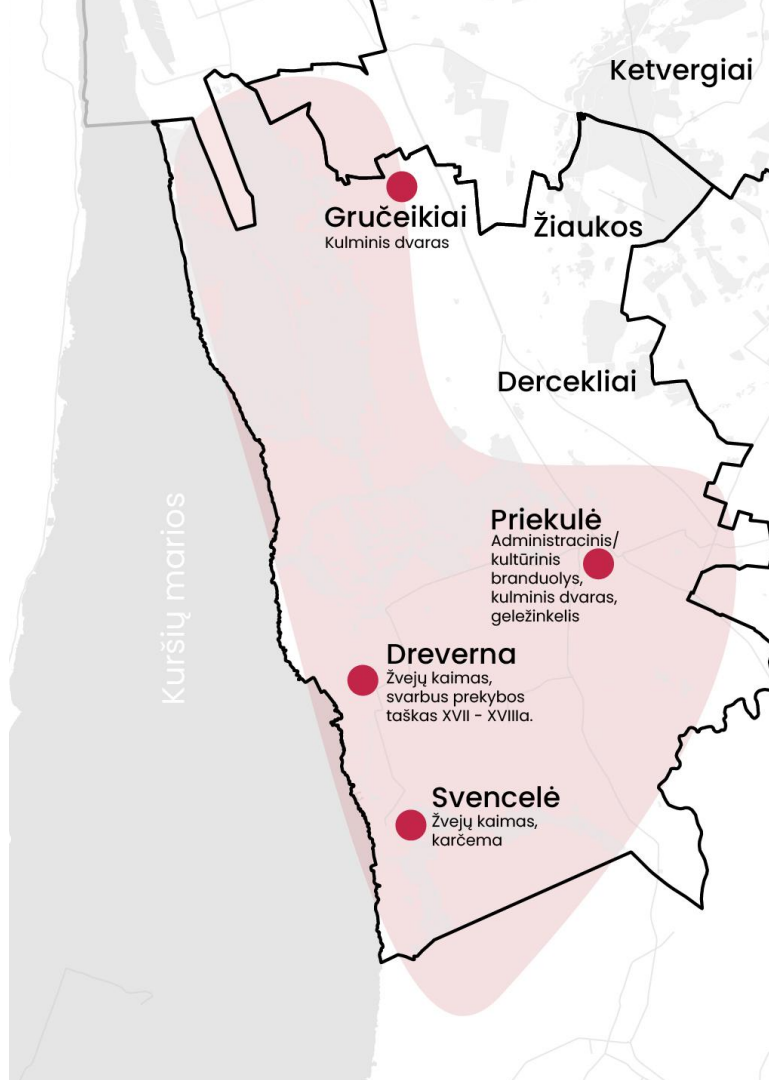 Ketvergiai
Gručeikiai
Kulminis dvaras
Žiaukos
Dercekliai
Kuršių marios
Priekulė
Administracinis/
kultūrinis
branduolys,
kulminis dvaras,
geležinkelis
Dreverna
Žvejų kaimas,
svarbus prekybos
taškas XVII - XVIIIa.
Svencelė
Žvejų kaimas,
karčema